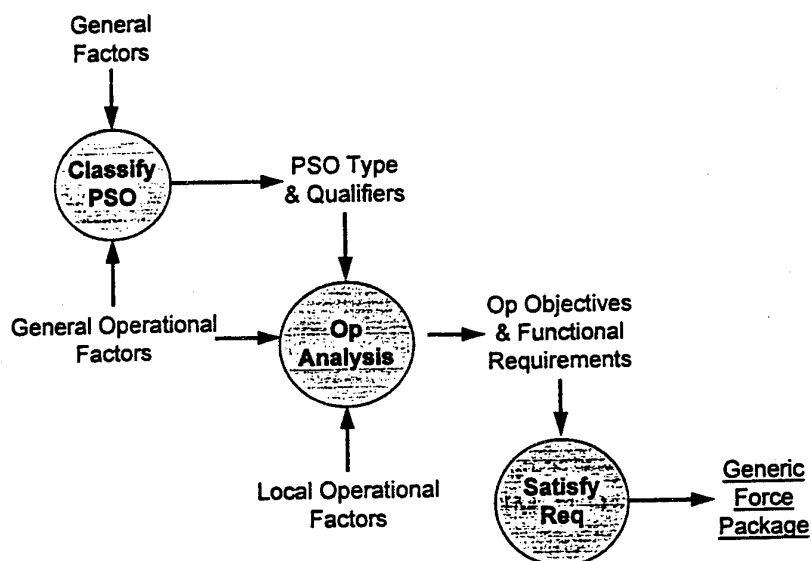 General
Factors
Classify
PSO
PSO Type
& Qualifiers
General Operational
Factors
Op
Analysis
Op Objectives
& Functional
Requirements
Local Operational
Factors
Satisfy
Req
Generic
Force
Package